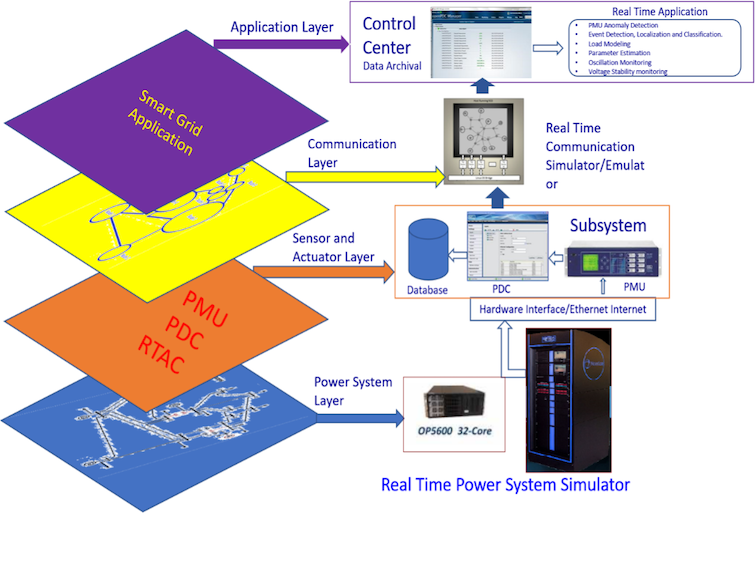 Application Layer
Control
Center
Data Archival
Real Time Application
PMU Anomaly Detection
Event Detection, Localization and Classification.
Load Modeling
Parameter Estimation
Oscillation Monitoring
Voltage Stability monitoring
Smart Grid
Application
Communication
Layer
Real Time
Communication
Simulator/Emulat
or
Sensor and
Actuator Layer
Subsystem
Database
PDC
PMU
Hardware Interface/Ethernet Internet
PMU
PDC
RTAC
Power System
Layer
OP5600 32-Core
Real Time Power System Simulator